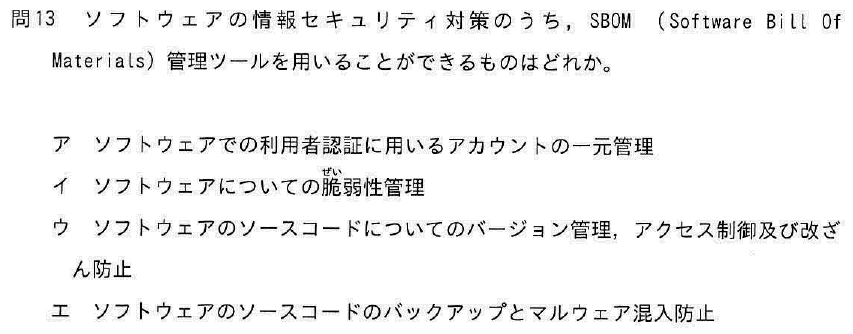 問13 ソフトウェアの情報セキュリティ対策のうち，SBOM （Software Bill Of
Materials）管理ツールを用いることができるものはどれか。
ア ソフトウェアでの利用者認証に用いるアカウントの一元管理
ぜい
イ ソフトウェアについての脆弱性管理
ウ ソフトウェアのソースコードについてのバージョン管理，アクセス制御及び改ざ
ん防止
エ ソフトウェアのソースコードのバックアップとマルウェア混入防止